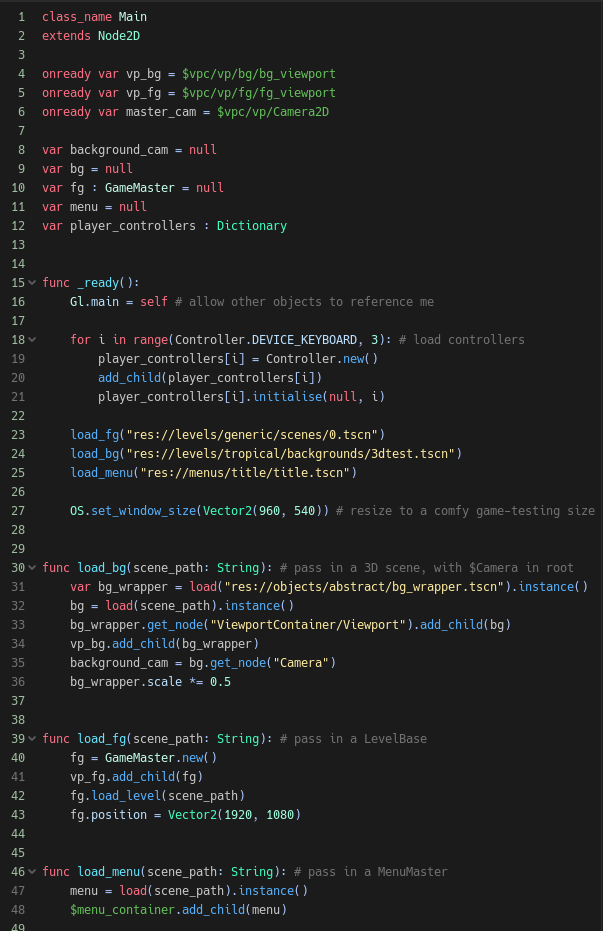 1 class_name Main
2 extends Node2D
3
4 onready var vp_bg = $vpc/vp/bg/bg_viewport
5 onready var vp_fg = $vpc/vp/fg/fg_viewport
6 onready var master_cam = $vpc/vp/Camera2D
7
8 var background_cam = null
9 var bg = null
10 var fg : GameMaster = null
11 var menu = null
12 var player_controllers : Dictionary
13
14
15 func _ready():
16 Gl.main = self # allow other objects to reference me
17
18 for i in range(Controller.DEVICE_KEYBOARD, 3): # load controllers
19 player_controllers[i] = Controller.new()
20 add_child(player_controllers[i])
21 player_controllers[i].initialise(null, i)
22
23 load_fg("res://levels/generic/scenes/0.tscn")
24 load_bg("res://levels/tropical/backgrounds/3dtest.tscn")
25 load_menu("res://menus/title/title.tscn")
26
27 OS.set_window_size(Vector2(960, 540)) # resize to a comfy game-testing size
28
29
30 func load_bg(scene_path: String): # pass in a 3D scene, with $Camera in root
31 var bg_wrapper = load("res://objects/abstract/bg_wrapper.tscn").instance()
32 bg = load(scene_path).instance()
33 bg_wrapper.get_node("ViewportContainer/Viewport").add_child(bg)
34 vp_bg.add_child(bg_wrapper)
35 background_cam = bg.get_node("Camera")
36 bg_wrapper.scale *= 0.5
37
38
39 func load_fg(scene_path: String): # pass in a LevelBase
40 fg = GameMaster.new()
41 vp_fg.add_child(fg)
42 fg.load_level(scene_path)
43 fg.position = Vector2(1920, 1080)
44
45
46 func load_menu(scene_path: String): # pass in a MenuMaster
47 menu = load(scene_path).instance()
48 $menu_container.add_child(menu)
49